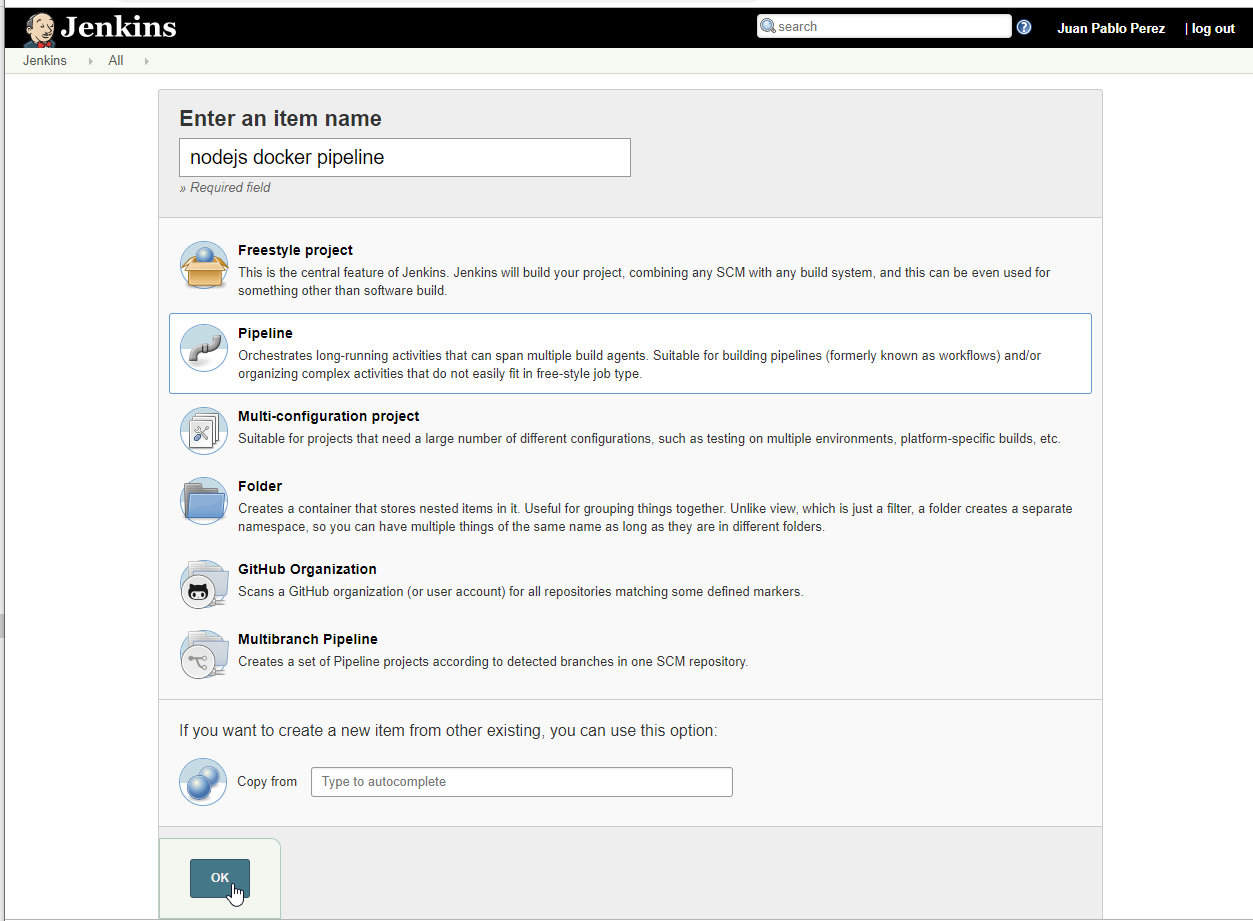 Jenkins
search
Juan Pablo Perez | log out
Jenkins All
Enter an item name
nodejs docker pipeline
» Required field
Freestyle project
This is the central feature of Jenkins. Jenkins will build your project, combining any SCM with any build system, and this can be even used for
something other than software build.
Pipeline
Orchestrates long-running activities that can span multiple build agents. Suitable for building pipelines (formerly known as workflows) and/or
organizing complex activities that do not easily fit in free-style job type.
Multi-configuration project
Suitable for projects that need a large number of different configurations, such as testing on multiple environments, platform-specific builds, etc.
Folder
Creates a container that stores nested items in it. Useful for grouping things together. Unlike view, which is just a filter, a folder creates a separate
namespace, so you can have multiple things of the same name as long as they are in different folders.
GitHub Organization
Scans a GitHub organization (or user account) for all repositories matching some defined markers.
Multibranch Pipeline
Creates a set of Pipeline projects according to detected branches in one SCM repository.
If you want to create a new item from other existing, you can use this option:
Copy from Type to autocomplete
OK